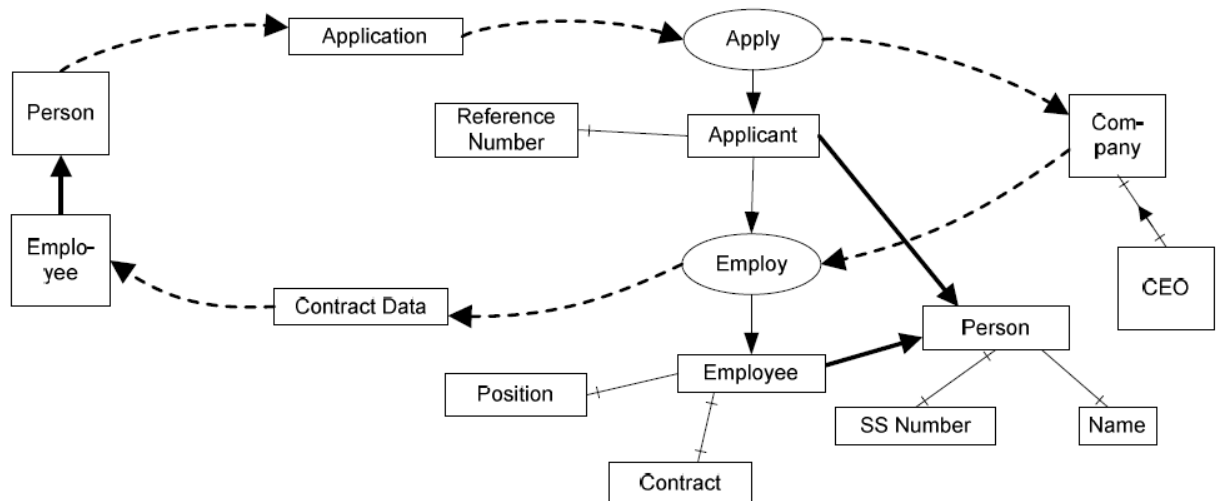 Application
Apply
Person
Reference
Number
Applicant
Com-
pany
Emplo-
yee
Employ
Contract Data
CEO
Person
Employee
Position
SS Number
Name
Contract